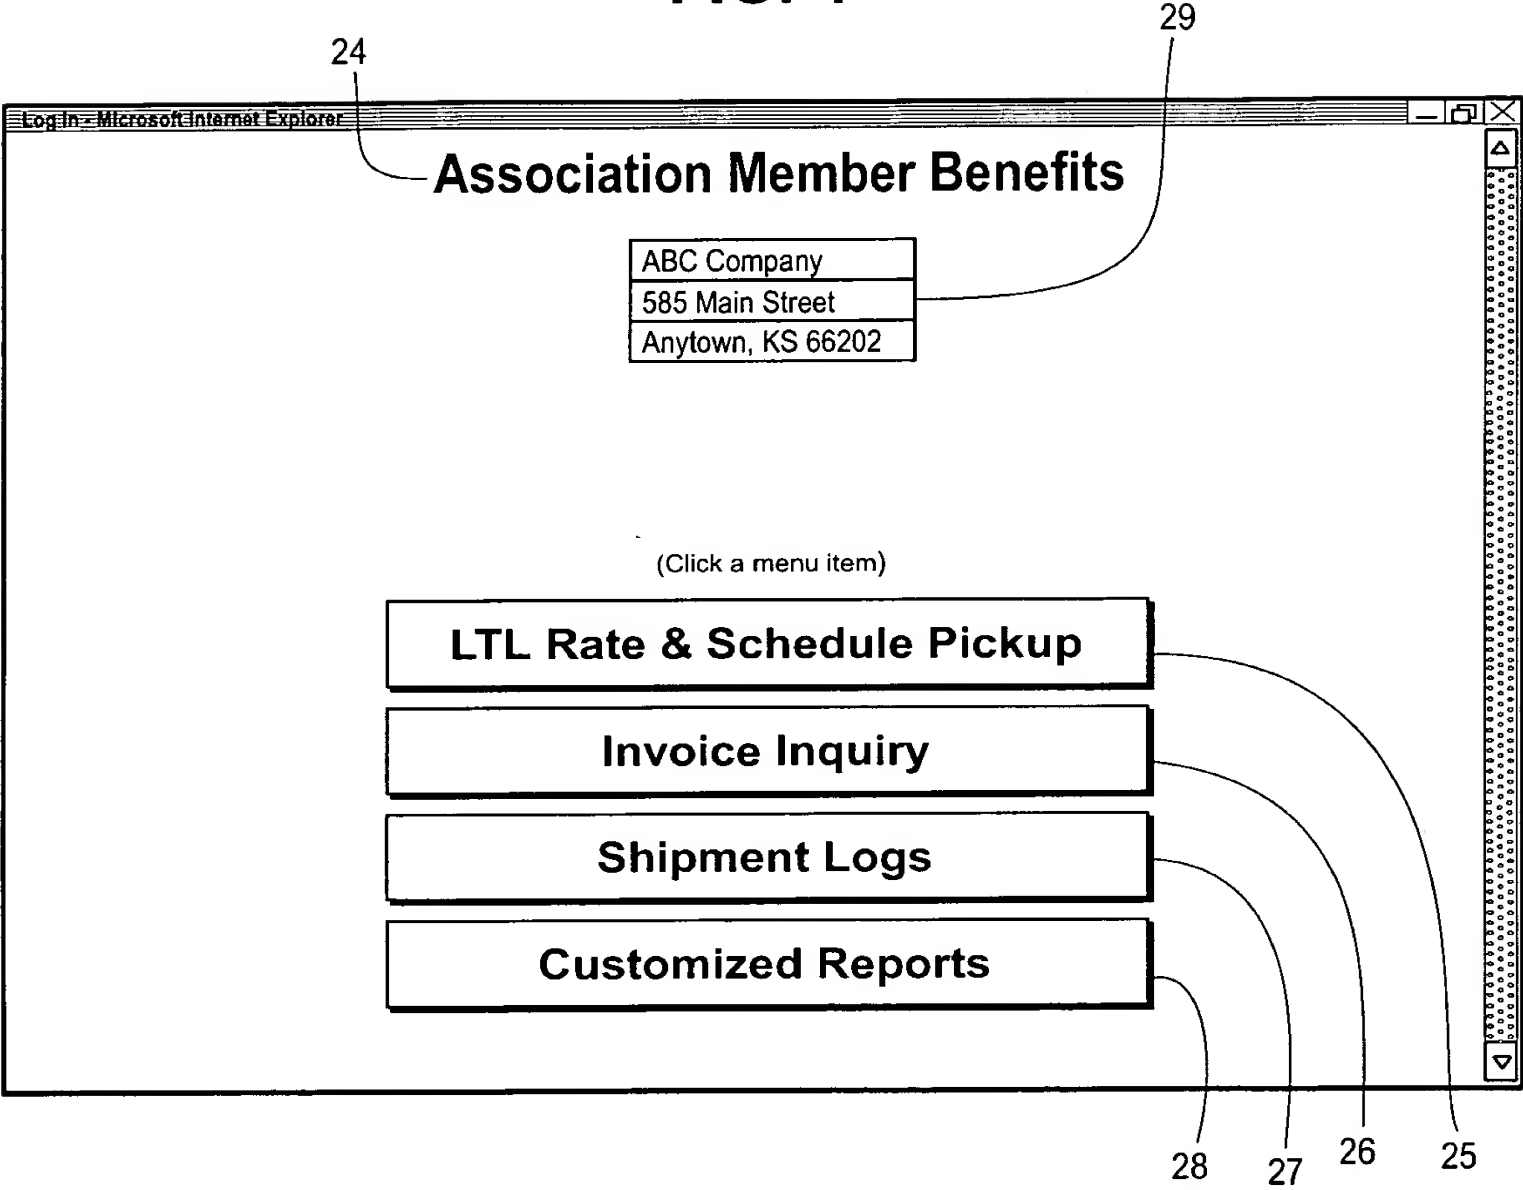 29
24
Log In - Microsoft Internet Explorer
Association Member Benefits
ABC Company
585 Main Street
Anytown, KS 66202
(Click a menu item)
LTL Rate & Schedule Pickup
Invoice Inquiry
Shipment Logs
Customized Reports
28
27
26
25